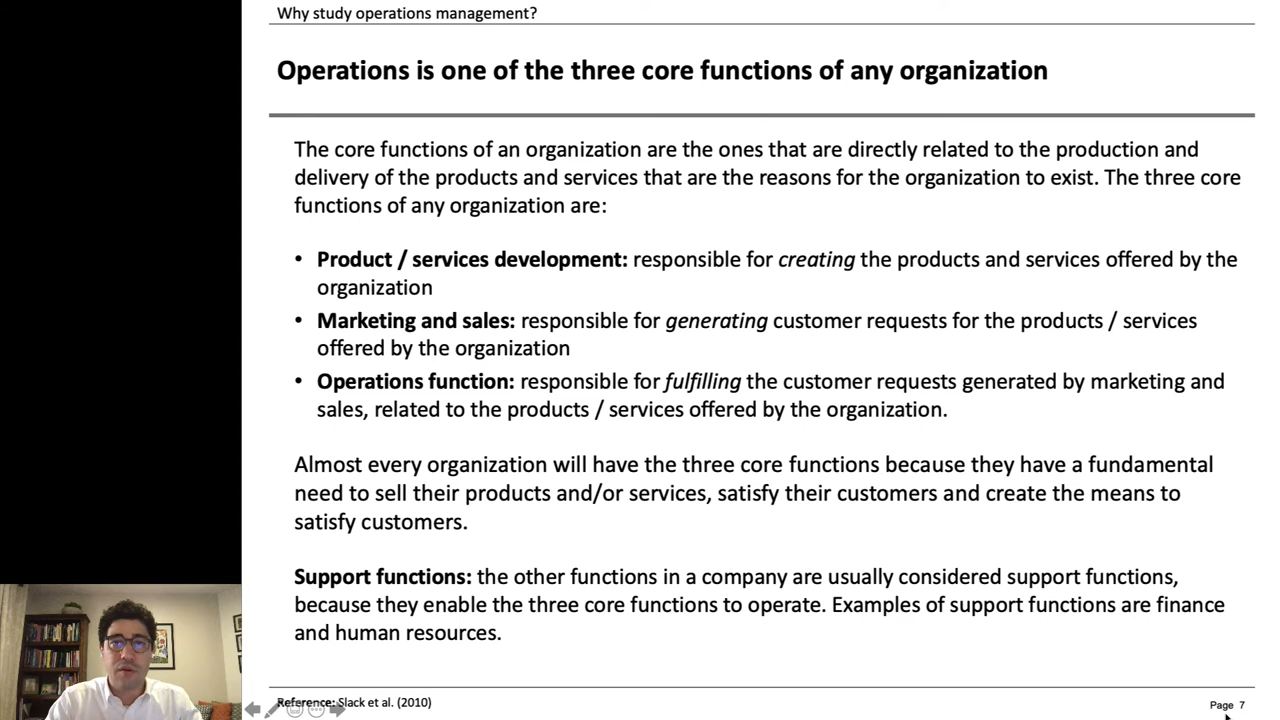 Why study operations management?
Operations is one of the three core functions of any organization
The core functions of an organization are the ones that are directly related to the production and
delivery of the products and services that are the reasons for the organization to exist. The three core
functions of any organization are:
• Product / services development: responsible for creating the products and services offered by the
organization
• Marketing and sales: responsible for generating customer requests for the products / services
offered by the organization
• Operations function: responsible for fulfilling the customer requests generated by marketing and
sales, related to the products / services offered by the organization.
Almost every organization will have the three core functions because they have a fundamental
need to sell their products and/or services, satisfy their customers and create the means to
satisfy customers.
Support functions: the other functions in a company are usually considered support functions,
because they enable the three core functions to operate. Examples of support functions are finance
and human resources.
Reference: Slack et al. (2010)
Page 7